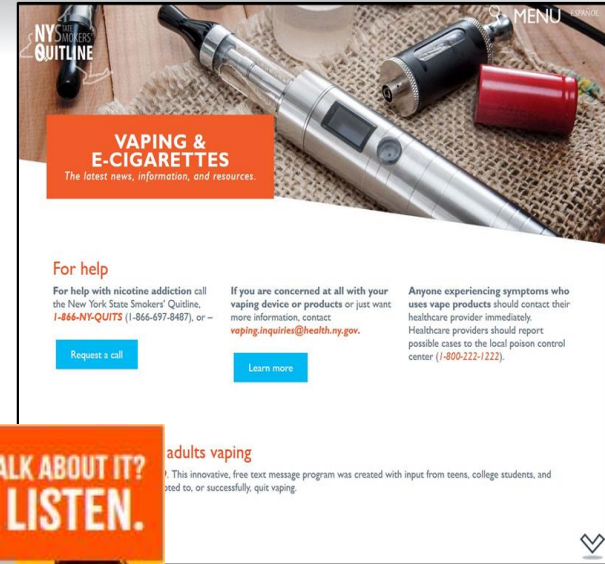 NY STATE
SMOKERS'
QUITLINE
MENU ESPAÑOL
VAPING &
E-CIGARETTES
The latest news, information, and resources.
For help
For help with nicotine addiction call
the New York State Smokers' Quitline,
1-866-NY-QUITS (1-866-697-8487), or –
Request a call
If you are concerned at all with your
vaping device or products or just want
more information, contact
vaping.inquiries@health.ny.gov.
Learn more
Anyone experiencing symptoms who
uses vape products should contact their
healthcare provider immediately.
Healthcare providers should report
possible cases to the local poison control
center (1-800-222-1222).
adults vaping
. This innovative, free text message program was created with input from teens, college students, and
to, or successfully, quit vaping.
ALK ABOUT IT?
LISTEN.